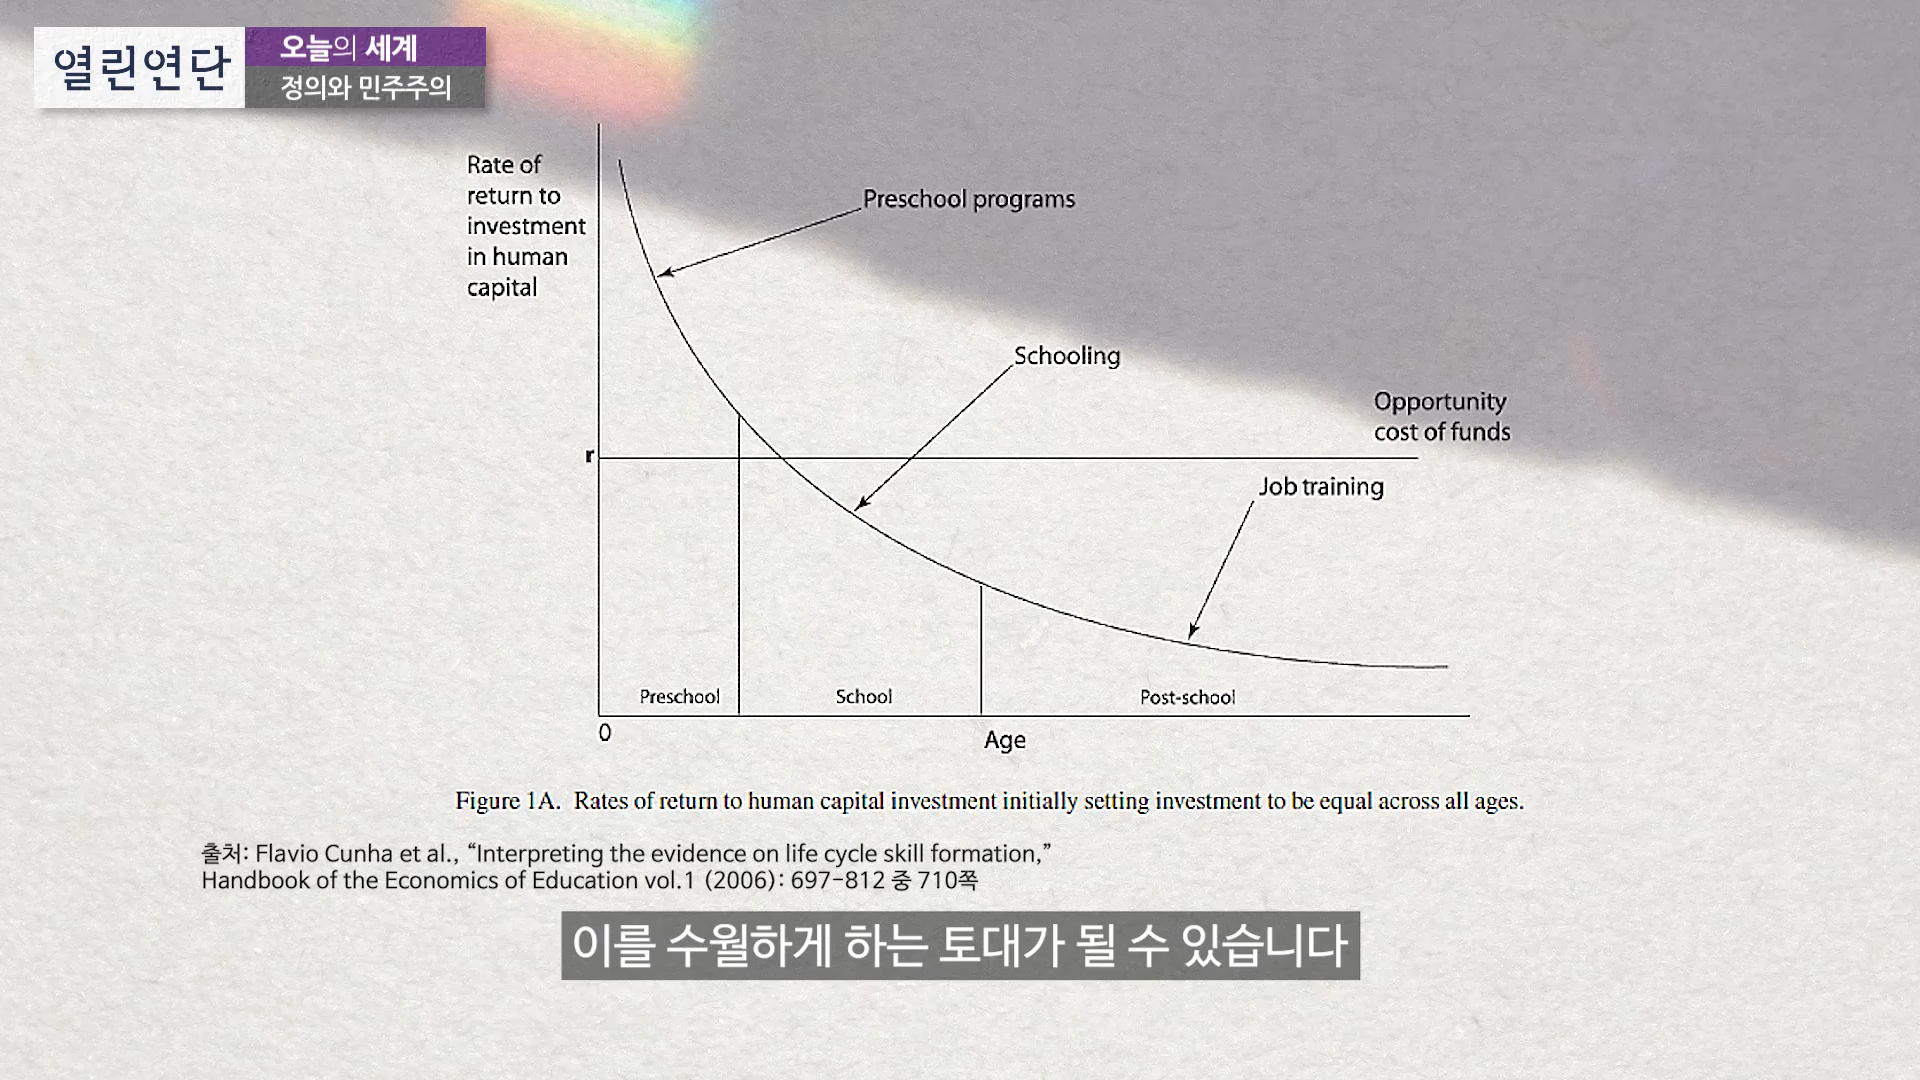 열린연단
오늘의 세계
정의와 민주주의
Rate of
return to
investment
in human
capital
Preschool programs
Schooling
Opportunity
cost of funds
r
Job training
Preschool
School
Post-school
0
Age
Figure 1A. Rates of return to human capital investment initially setting investment to be equal across all ages.
출처: Flavio Cunha et al., “Interpreting the evidence on life cycle skill formation,”
Handbook of the Economics of Education vol.1 (2006): 697-812 중 710쪽
이를 수월하게 하는 토대가 될 수 있습니다